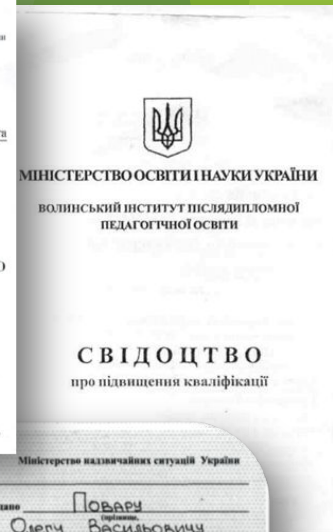 МІНІСТЕРСТВО ОСВІТИ І НАУКИ УКРАЇНИ
ВОЛИНСЬКИЙ ІНСТИТУТ ПІСЛЯДИПЛОМНОЇ
ПЕДАГОГІЧНОЇ ОСВІТИ
СВІДОЦТВО
про підвищення кваліфікації
Міністерство надзвичайних ситуацій України
Повару
(прізвище,
Олегу Васильовичу